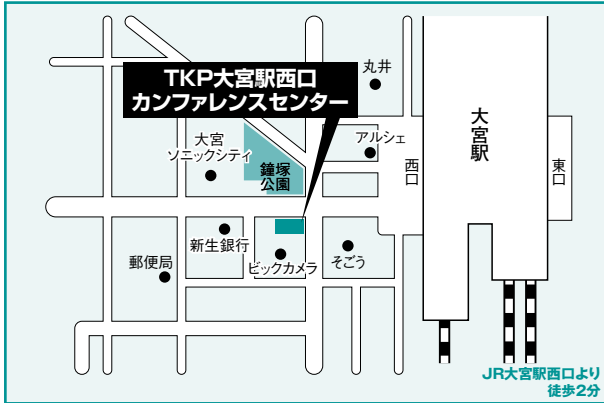 丸井
TKP大宮駅西口
カンファレンスセンター
大宮
ソニックシティ
鐘塚
公園
アルシェ
西口
大宮駅
東口
新生銀行
郵便局
ビックカメラ
そごう
JR大宮駅西口より
徒歩2分